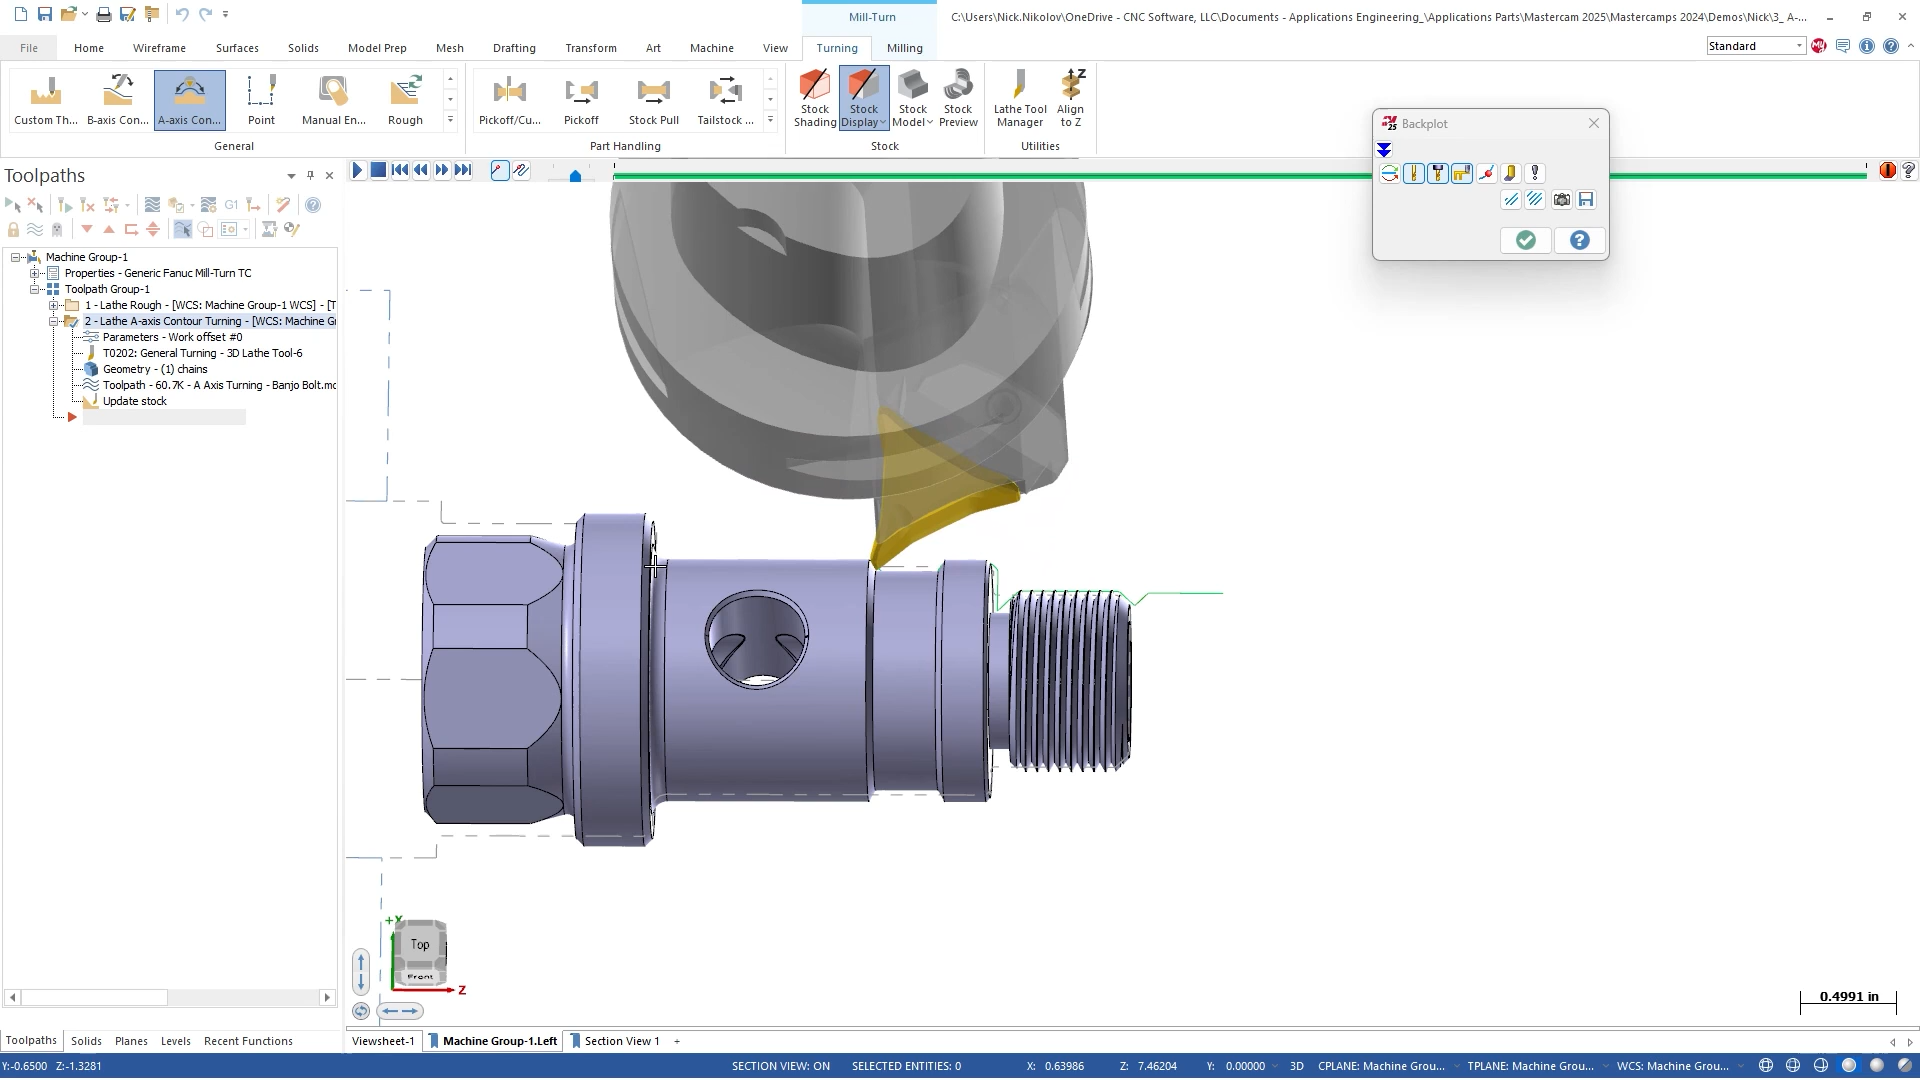 Mill-Turn
C:\Users\Nick.Nikolov\OneDrive - CNC Software, LLC\Documents - Applications Engineering_\Applications Parts\Mastercam 2025\Mastercamps 2024\Demos\Nick\3_ A-...
File
Home
Wireframe
Surfaces
Solids
Model Prep
Mesh
Drafting
Transform
Art
Machine
View
Turning
Milling
Standard
Custom Th...
B-axis Con...
A-axis Con...
Point
Manual En...
Rough
Pickoff/Cu...
Pickoff
Stock Pull
Tailstock ...
Stock Shading
Stock Display
Stock Model
Stock Preview
Lathe Tool Manager
Align to Z
General
Part Handling
Stock
Utilities
Backplot
25
Toolpaths
G1
Machine Group-1
Properties - Generic Fanuc Mill-Turn TC
Toolpath Group-1
1 - Lathe Rough - [WCS: Machine Group-1 WCS] - [T
2 - Lathe A-axis Contour Turning - [WCS: Machine Gr
Parameters - Work offset #0
T0202: General Turning - 3D Lathe Tool-6
Geometry - (1) chains
Toolpath - 60.7K - A Axis Turning - Banjo Bolt.mc
Update stock
+X
Top
Front
Z
0.4991 in
Toolpaths
Solids
Planes
Levels
Recent Functions
Viewsheet-1
Machine Group-1.Left
Section View 1
+
Y:-0.6500 Z:-1.3281
SECTION VIEW: ON
SELECTED ENTITIES: 0
X: 0.63986
Z: 7.46204
Y: 0.00000
3D
CPLANE: Machine Grou...
TPLANE: Machine Grou...
WCS: Machine Grou...